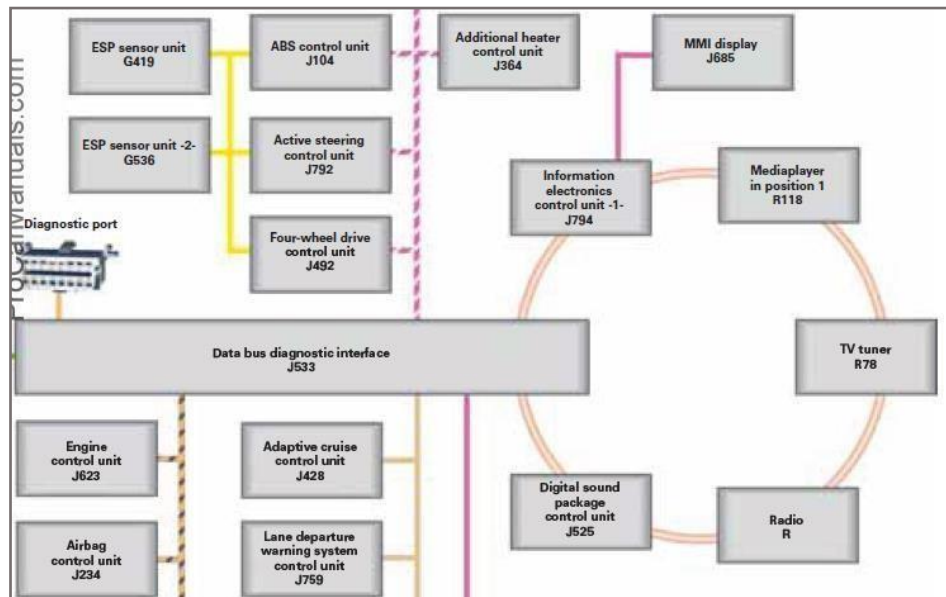 ESP sensor unit
G419
ABS control unit
J104
Additional heater
control unit
J364
MMI display
J685
ESP sensor unit -2-
G536
Active steering
control unit
J792
Information
electronics
control unit -1-
J794
Mediaplayer
in position 1
R118
Diagnostic port
Four-wheel drive
control unit
J492
ProCarManuals.com
Data bus diagnostic interface
J533
TV tuner
R78
Engine
control unit
J623
Adaptive cruise
control unit
J428
Digital sound
package
control unit
J525
Radio
R
Airbag
control unit
J234
Lane departure
warning system
control unit
J759